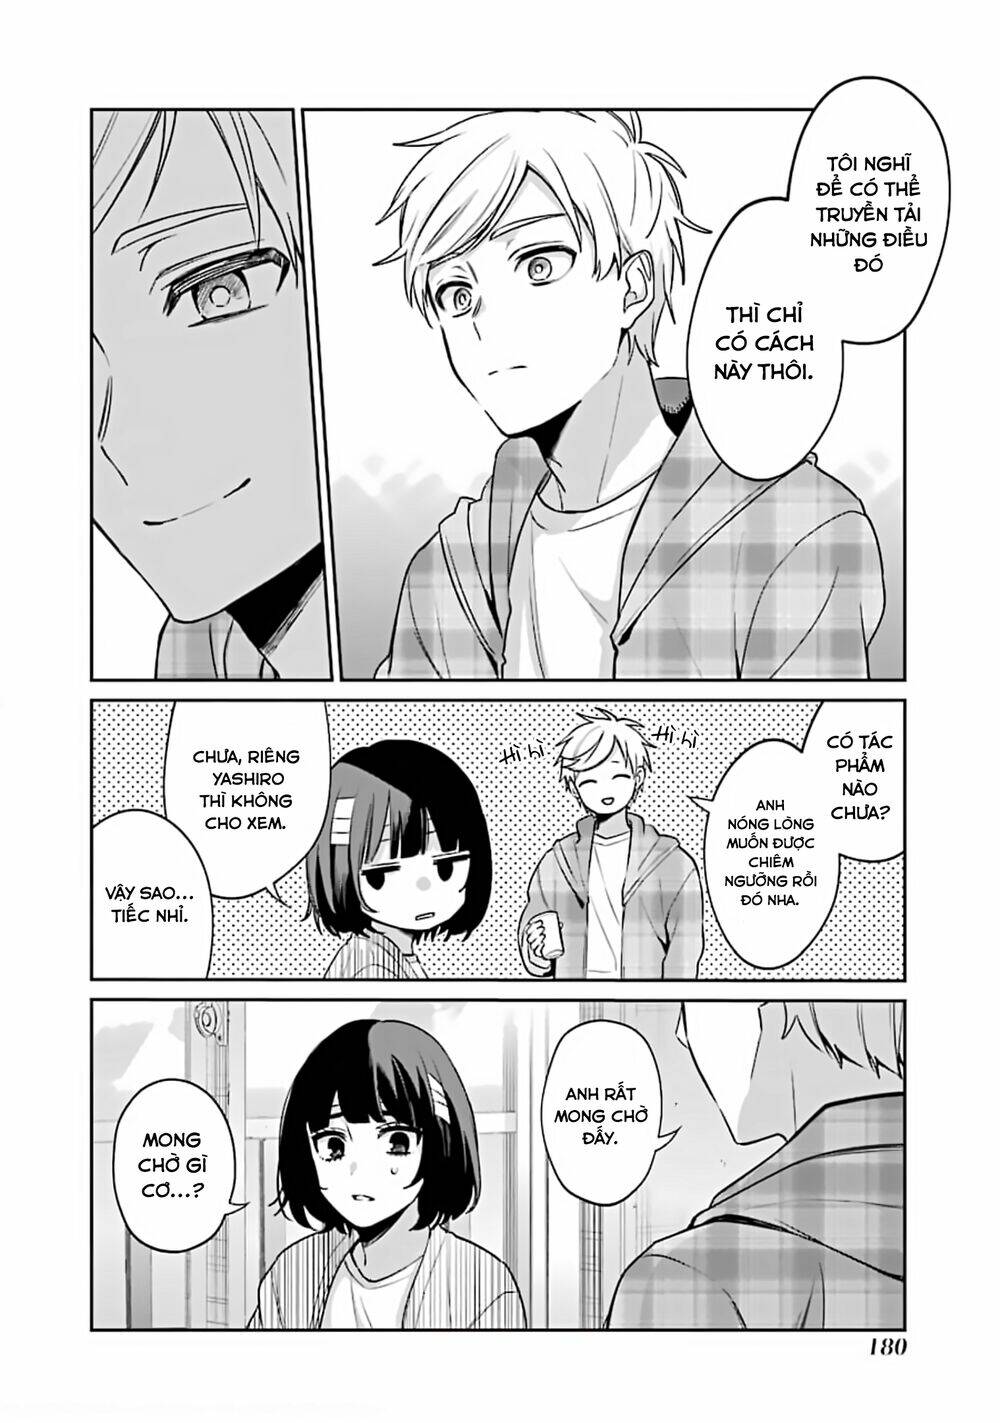 TÔI NGHĨ
ĐỂ CÓ THỂ
TRUYỀN TẢI
NHỮNG ĐIỀU
ĐÓ
THÌ CHỈ
CÓ CÁCH
NÀY THÔI.
CÓ TÁC
PHẨM
NÀO
CHƯA?
ANH
NÓNG LÒNG
MUỐN ĐƯỢC
CHIÊM
NGƯỠNG RỒI
ĐÓ NHA.
HÌ HÌ
HÌ HÌ
CHƯA, RIÊNG
YASHIRO
THÌ KHÔNG
CHO XEM.
VẬY SAO...
TIẾC NHỈ.
ANH RẤT
MONG CHỜ
ĐẤY.
MONG
CHỜ GÌ
CƠ...?
180